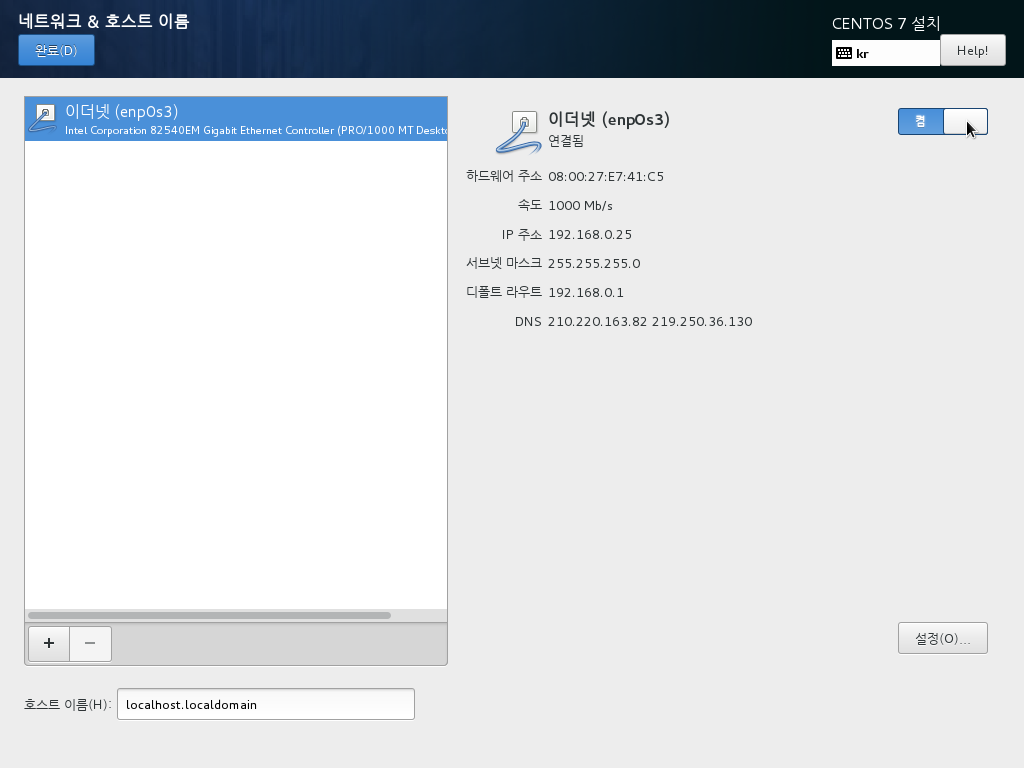 네트워크 & 호스트 이름
완료(D)
CENTOS 7 설치
kr
Help!
이더넷 (enp0s3)
Intel Corporation 82540EM Gigabit Ethernet Controller (PRO/1000 MT Deskto
이더넷 (enp0s3)
연결됨
켬
하드웨어 주소 08:00:27:E7:41:C5
속도 1000 Mb/s
IP 주소 192.168.0.25
서브넷 마스크 255.255.255.0
디폴트 라우트 192.168.0.1
DNS 210.220.163.82 219.250.36.130
+ −
설정(O)...
호스트 이름(H): localhost.localdomain